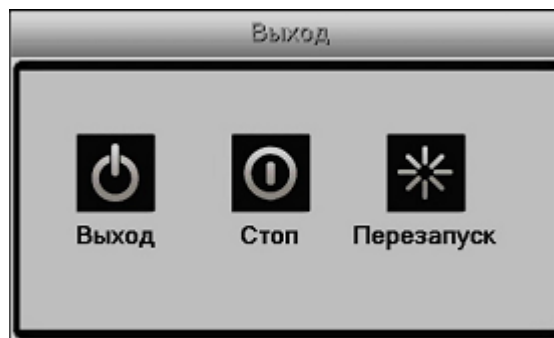 Выход
Выход Стоп Перезапуск